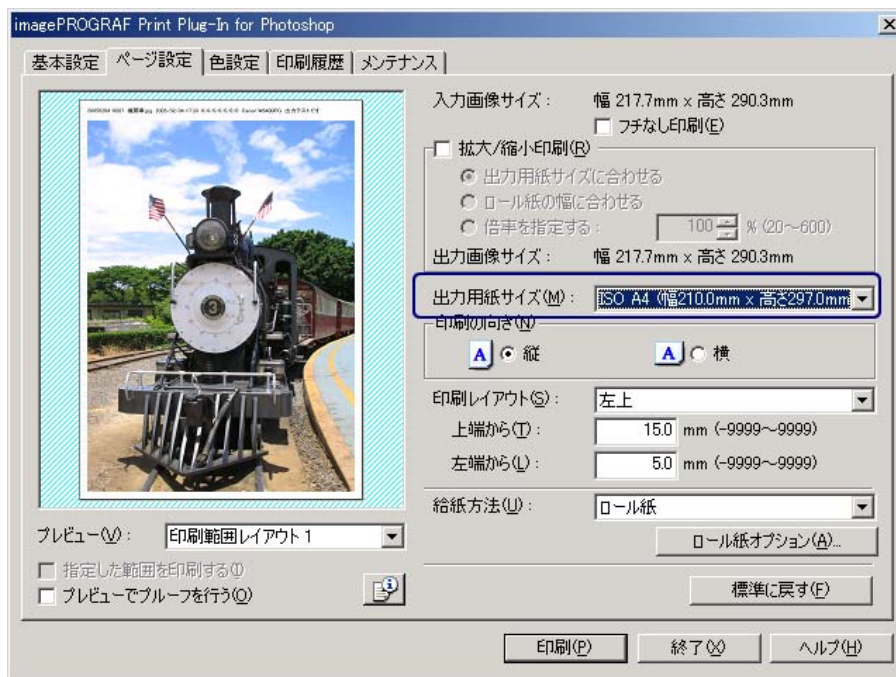 imagePROGRAF Print Plug-In for Photoshop
基本設定 ページ設定 色設定 印刷履歴 メンテナンス
入力画像サイズ: 幅 217.7mm x 高さ 290.3mm
フチなし印刷(E)
拡大/縮小印刷(R)
出力用紙サイズに合わせる
ロール紙の幅に合わせる
倍率を指定する: 100 % (20~600)
出力画像サイズ: 幅 217.7mm x 高さ 290.3mm
出力用紙サイズ(M): ISO A4 (幅210.0mm x 高さ297.0mm
印刷の向き(N)
A 縦 A 横
印刷レイアウト(S): 左上
上端から(T): 15.0 mm (-9999~9999)
左端から(L): 5.0 mm (-9999~9999)
給紙方法(U): ロール紙
ロール紙オプション(A)...
プレビュー(V): 印刷範囲レイアウト 1
指定した範囲を印刷する(I)
プレビューでプルーフを行う(O)
標準に戻す(F)
印刷(P) 終了(X) ヘルプ(H)